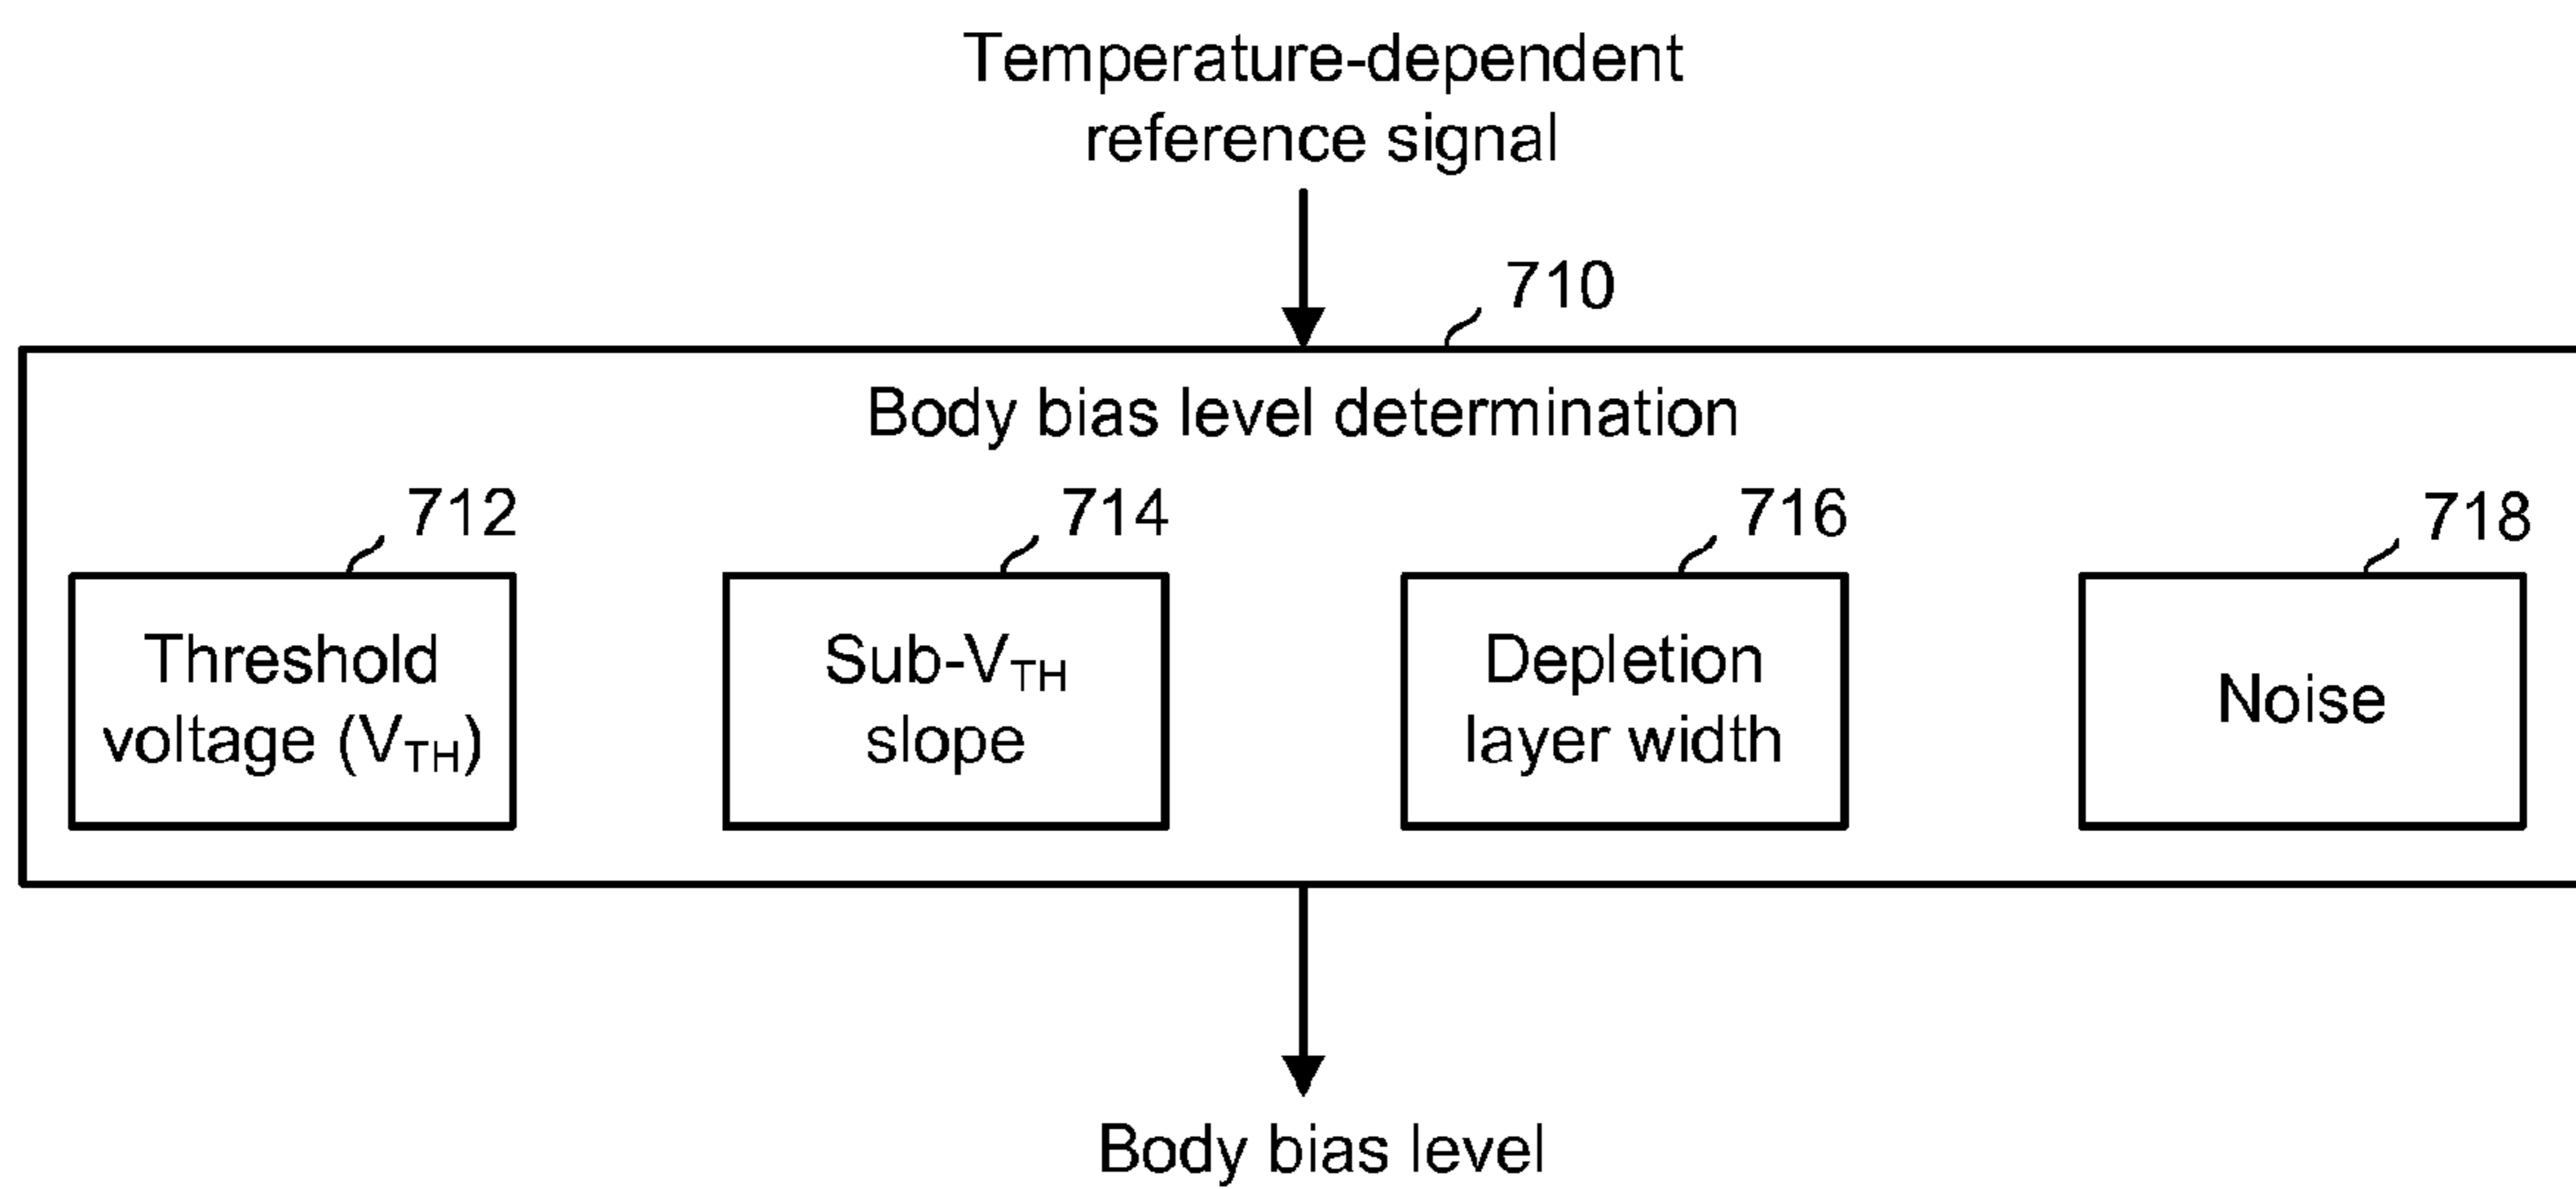 Temperature-dependent
reference signal
710
Body bias level determination
712 714 716 718
Threshold Sub-VTH Depletion Noise
voltage (VTH) slope layer width
Body bias level